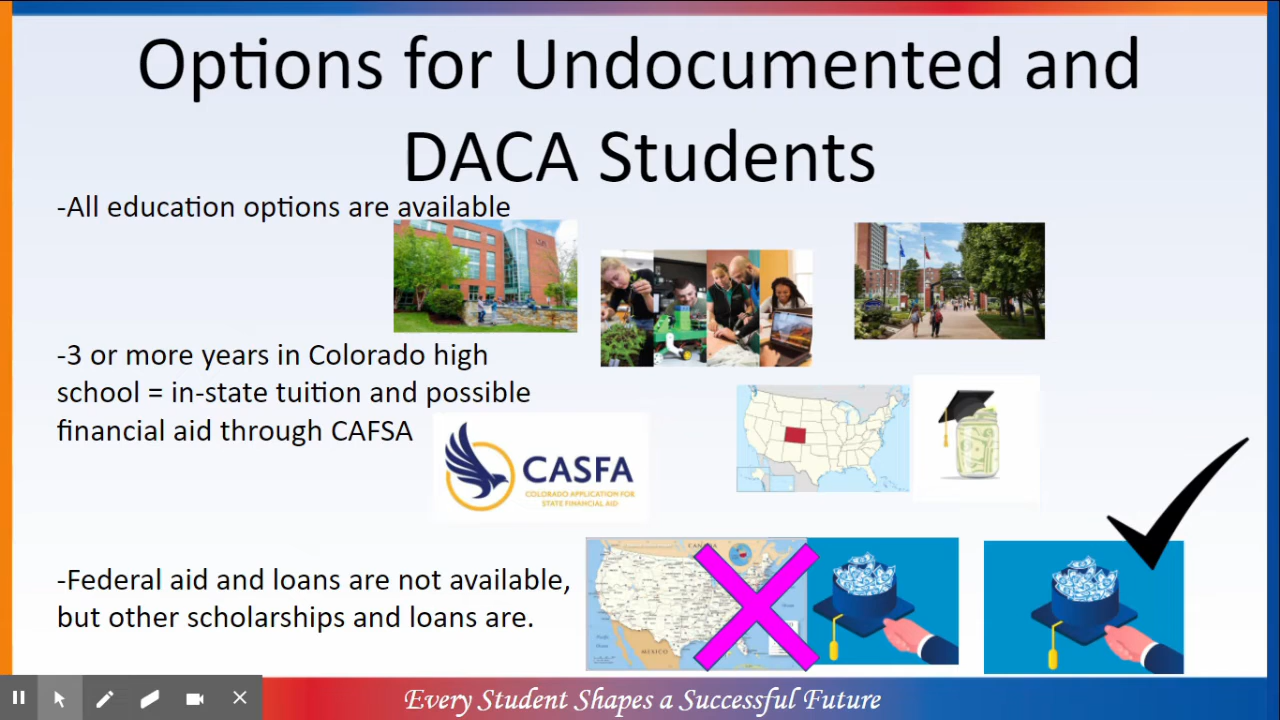 Options for Undocumented and
DACA Students
-All education options are available
-3 or more years in Colorado high
school = in-state tuition and possible
financial aid through CAFSA
CASFA
COLORADO APPLICATION FOR
STATE FINANCIAL AID
-Federal aid and loans are not available,
but other scholarships and loans are.
MEXICO
Every Student Shapes a Successful Future